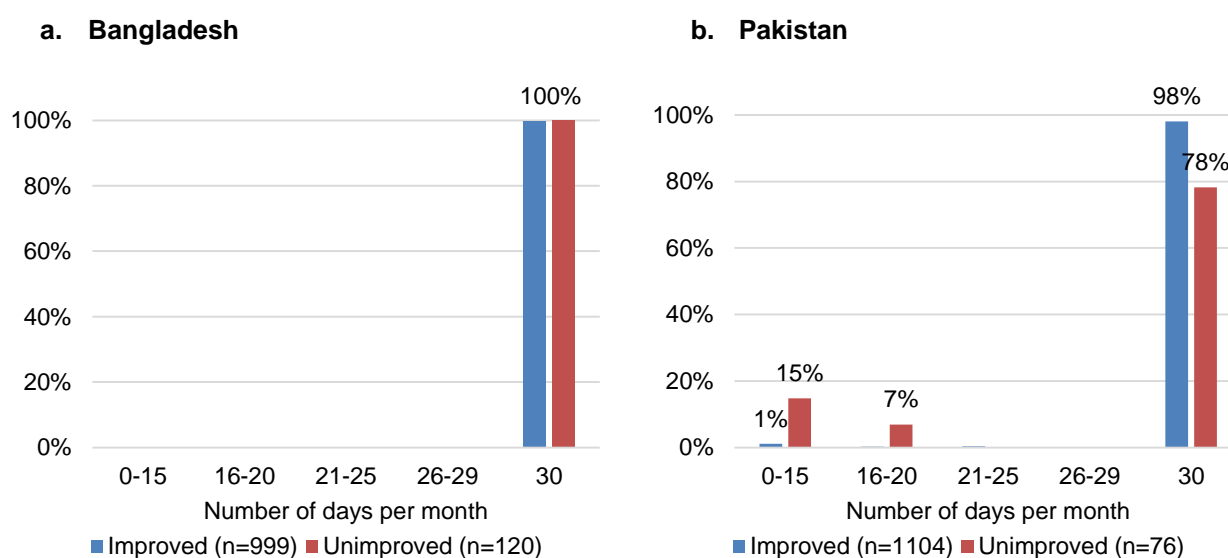 a. Bangladesh
100%
100%
80%
60%
40%
20%
0%
0-15 16-20 21-25 26-29 30
Number of days per month
Improved (n=999) Unimproved (n=120)
b. Pakistan
98%
100%
78%
80%
60%
40%
20%
15%
7%
1%
0%
0-15 16-20 21-25 26-29 30
Number of days per month
Improved (n=1104) Unimproved (n=76)